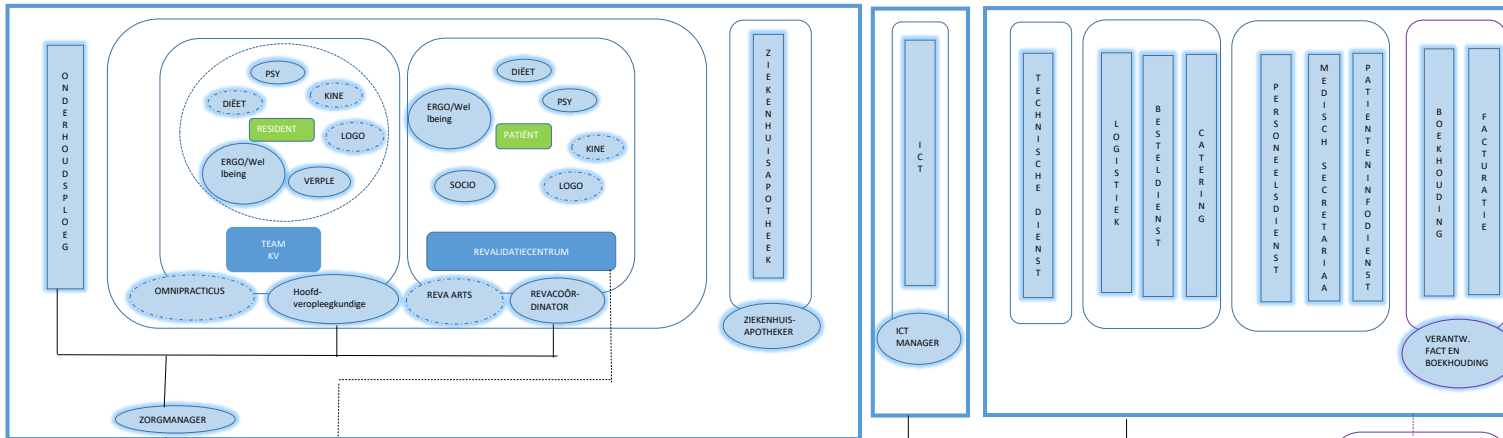 ONDERHOUDSPLOEG
PSY
DIËET
KINE
RESIDENT
LOGO
ERGO/Wel
lbeing
VERPLE
TEAM
KV
OMNIPRACTICUS
Hoofd-
veropleegkundige
DIËET
ERGO/Wel
lbeing
PSY
PATIËNT
KINE
SOCIO
LOGO
REVALIDATIECENTRUM
REVA ARTS
REVACOÔR-
DINATOR
ZIEKENHUISAPOTHEEK
ZIEKENHUIS-
APOTHEKER
ZORGMANAGER
ICT
ICT
MANAGER
TECHNISCHE DIENST
LOGISTIEK
BESTELDIENST
CATERING
PERSONEELSDIENST
MEDISCH SECRETARIAA
PATIENTENINFODIENST
BOEKHOUDING
FACTURATIE
VERANTW.
FACT EN
BOEKHOUDING